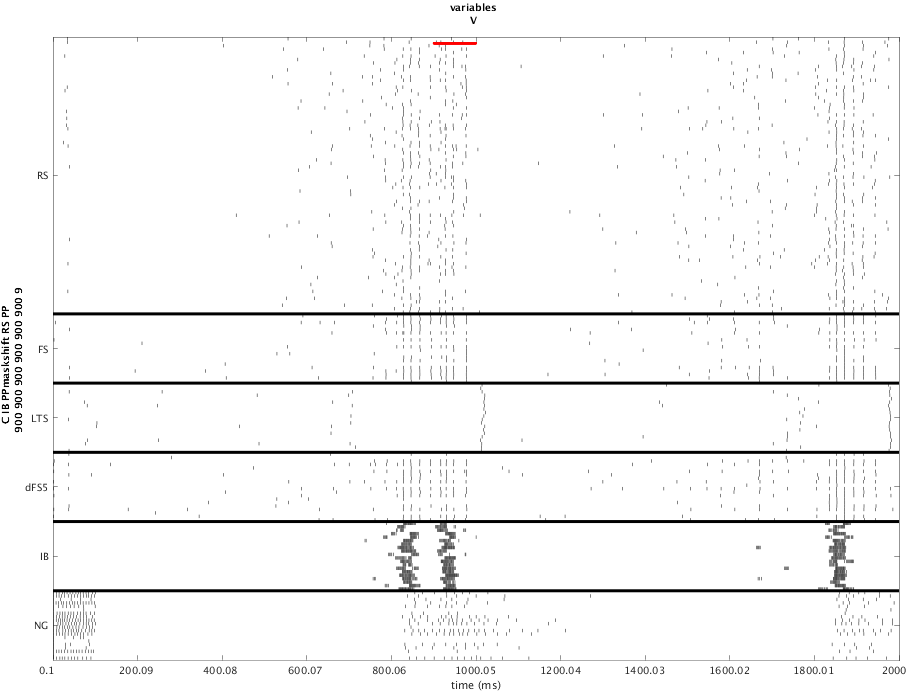 variables
V
C IB PPmaskshift RS PP
900 900 900 900 900 900 900 9
RS
FS
LTS
dFS5
IB
NG
0.1 200.09 400.08 600.07 800.06 1000.05 1200.04 1400.03 1600.02 1800.01 2000
time (ms)